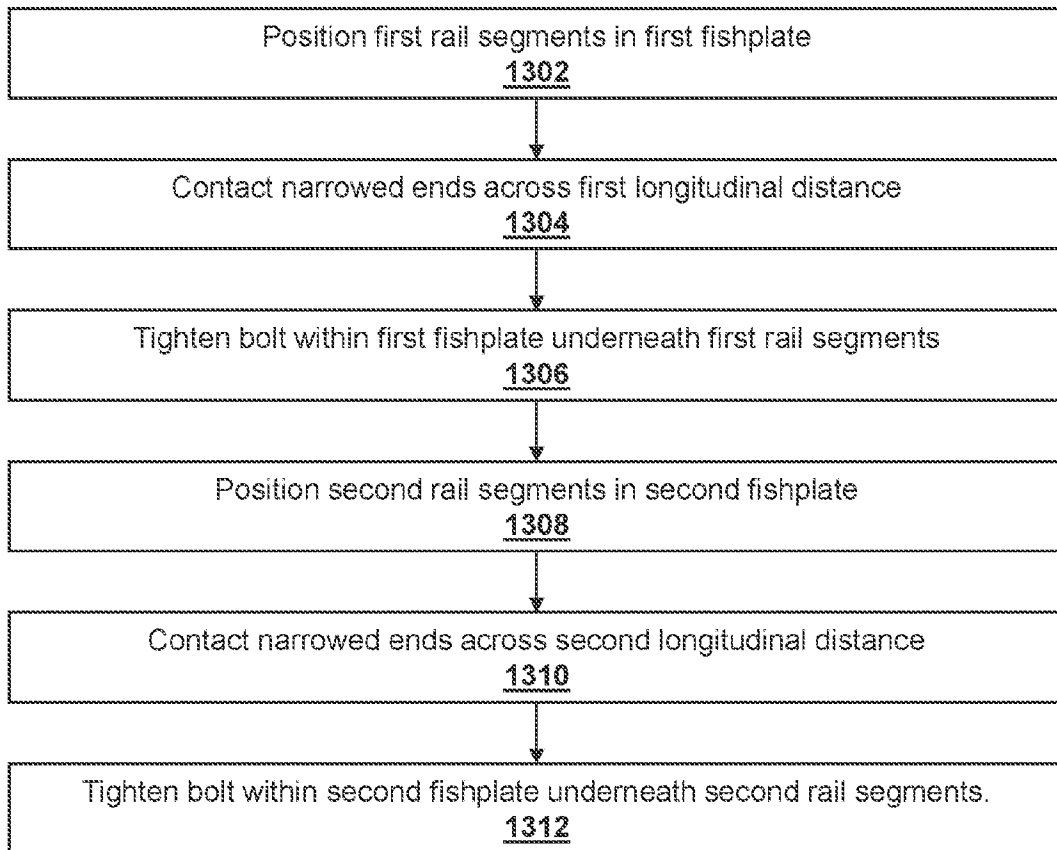 Position first rail segments in first fishplate
1302
Contact narrowed ends across first longitudinal distance
1304
Tighten bolt within first fishplate underneath first rail segments
1306
Position second rail segments in second fishplate
1308
Contact narrowed ends across second longitudinal distance
1310
Tighten bolt within second fishplate underneath second rail segments.
1312